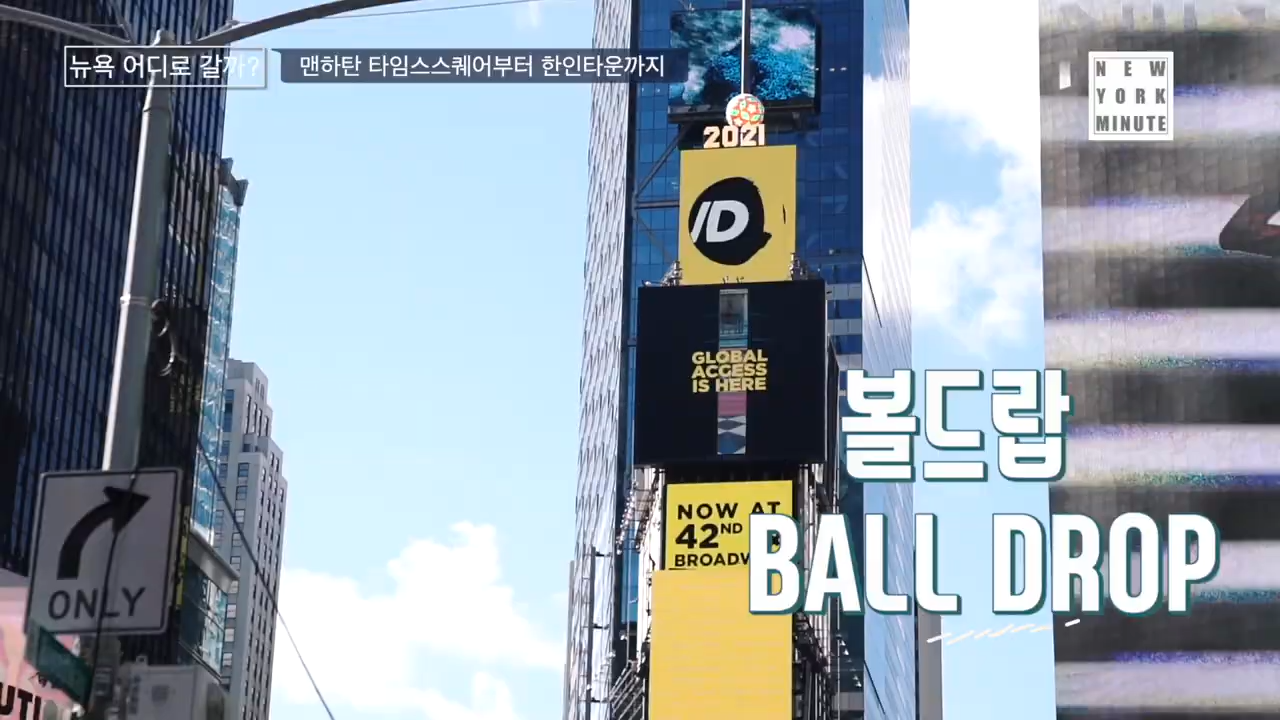 뉴욕 어디로 갈까?
맨하탄 타임스스퀘어부터 한인타운까지
NEW
YORK
MINUTE
2021
JD
GLOBAL
ACCESS
IS HERE
볼드랍
NOW AT
42ND
BALL DROP
ONLY